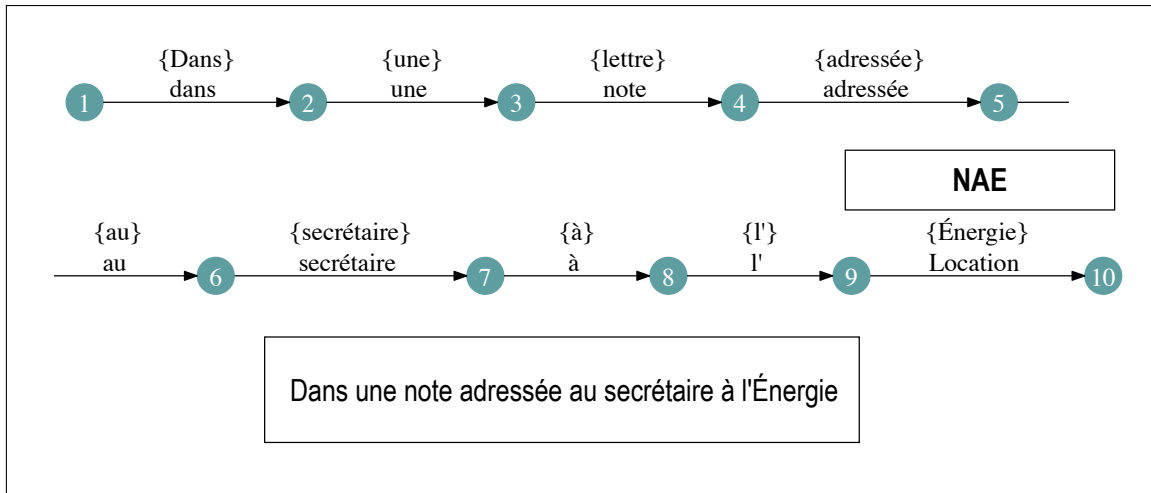 {Dans} {une} {lettre} {adressée}
dans une note adressée
1 2 3 4 5
NAE
{au} {secrétaire} {à} {l'} {Énergie}
au secrétaire à l' Location
6 7 8 9 10
Dans une note adressée au secrétaire à l'Énergie